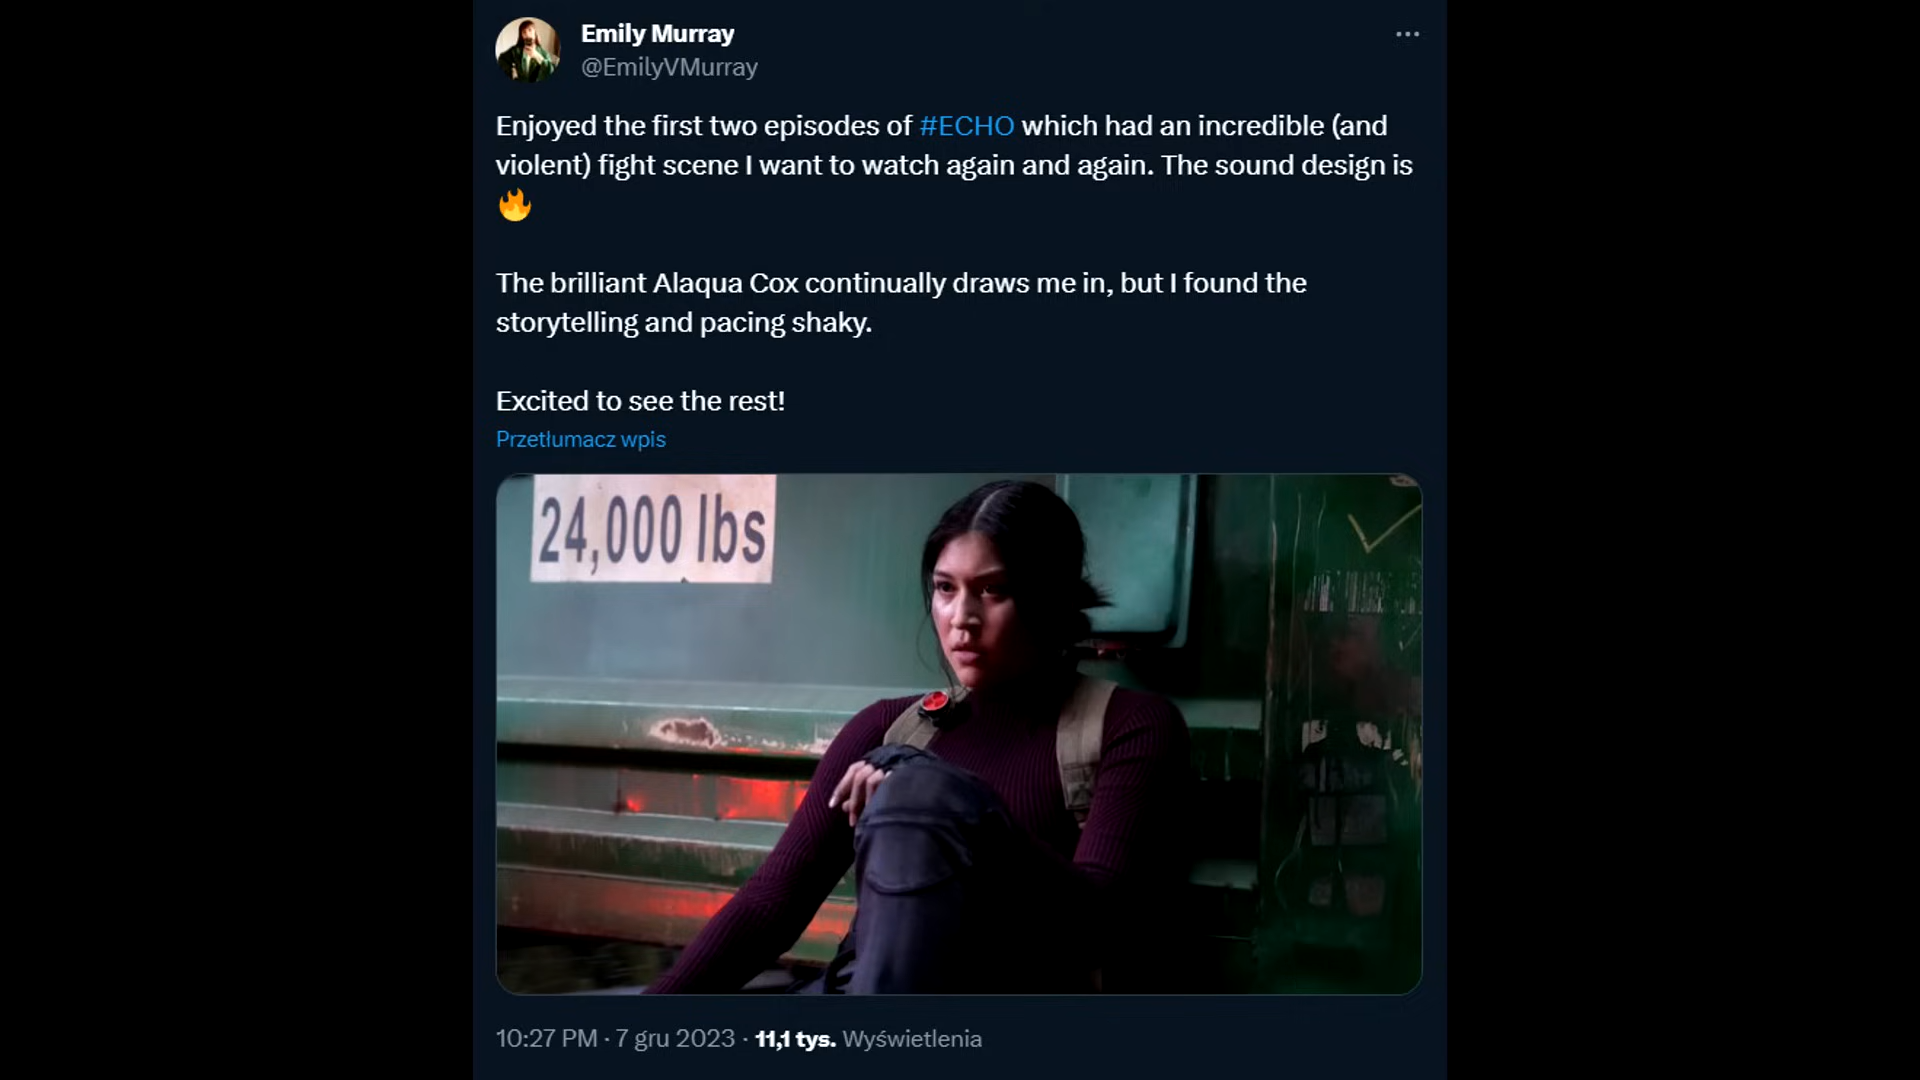 Emily Murray
@EmilyVMurray
Enjoyed the first two episodes of #ECHO which had an incredible (and
violent) fight scene I want to watch again and again. The sound design is
🔥
The brilliant Alaqua Cox continually draws me in, but I found the
storytelling and pacing shaky.
Excited to see the rest!
Przetłumacz wpis
24,000 lbs
10:27 PM · 7 gru 2023 · 11,1 tys. Wyświetlenia